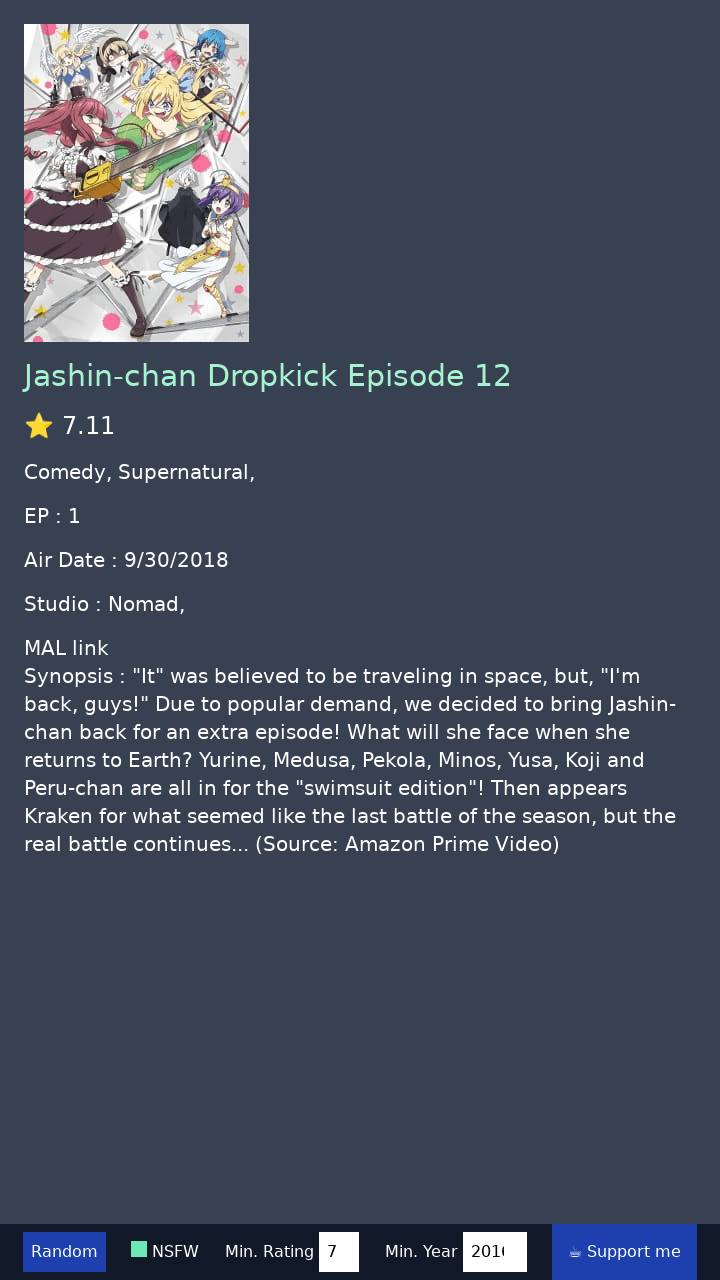 Jashin-chan Dropkick Episode 12
⭐ 7.11
Comedy, Supernatural,
EP : 1
Air Date : 9/30/2018
Studio : Nomad,
MAL link
Synopsis : "It" was believed to be traveling in space, but, "I'm
back, guys!" Due to popular demand, we decided to bring Jashin-
chan back for an extra episode! What will she face when she
returns to Earth? Yurine, Medusa, Pekola, Minos, Yusa, Koji and
Peru-chan are all in for the "swimsuit edition"! Then appears
Kraken for what seemed like the last battle of the season, but the
real battle continues... (Source: Amazon Prime Video)
Random NSFW Min. Rating 7 Min. Year ☕ Support me